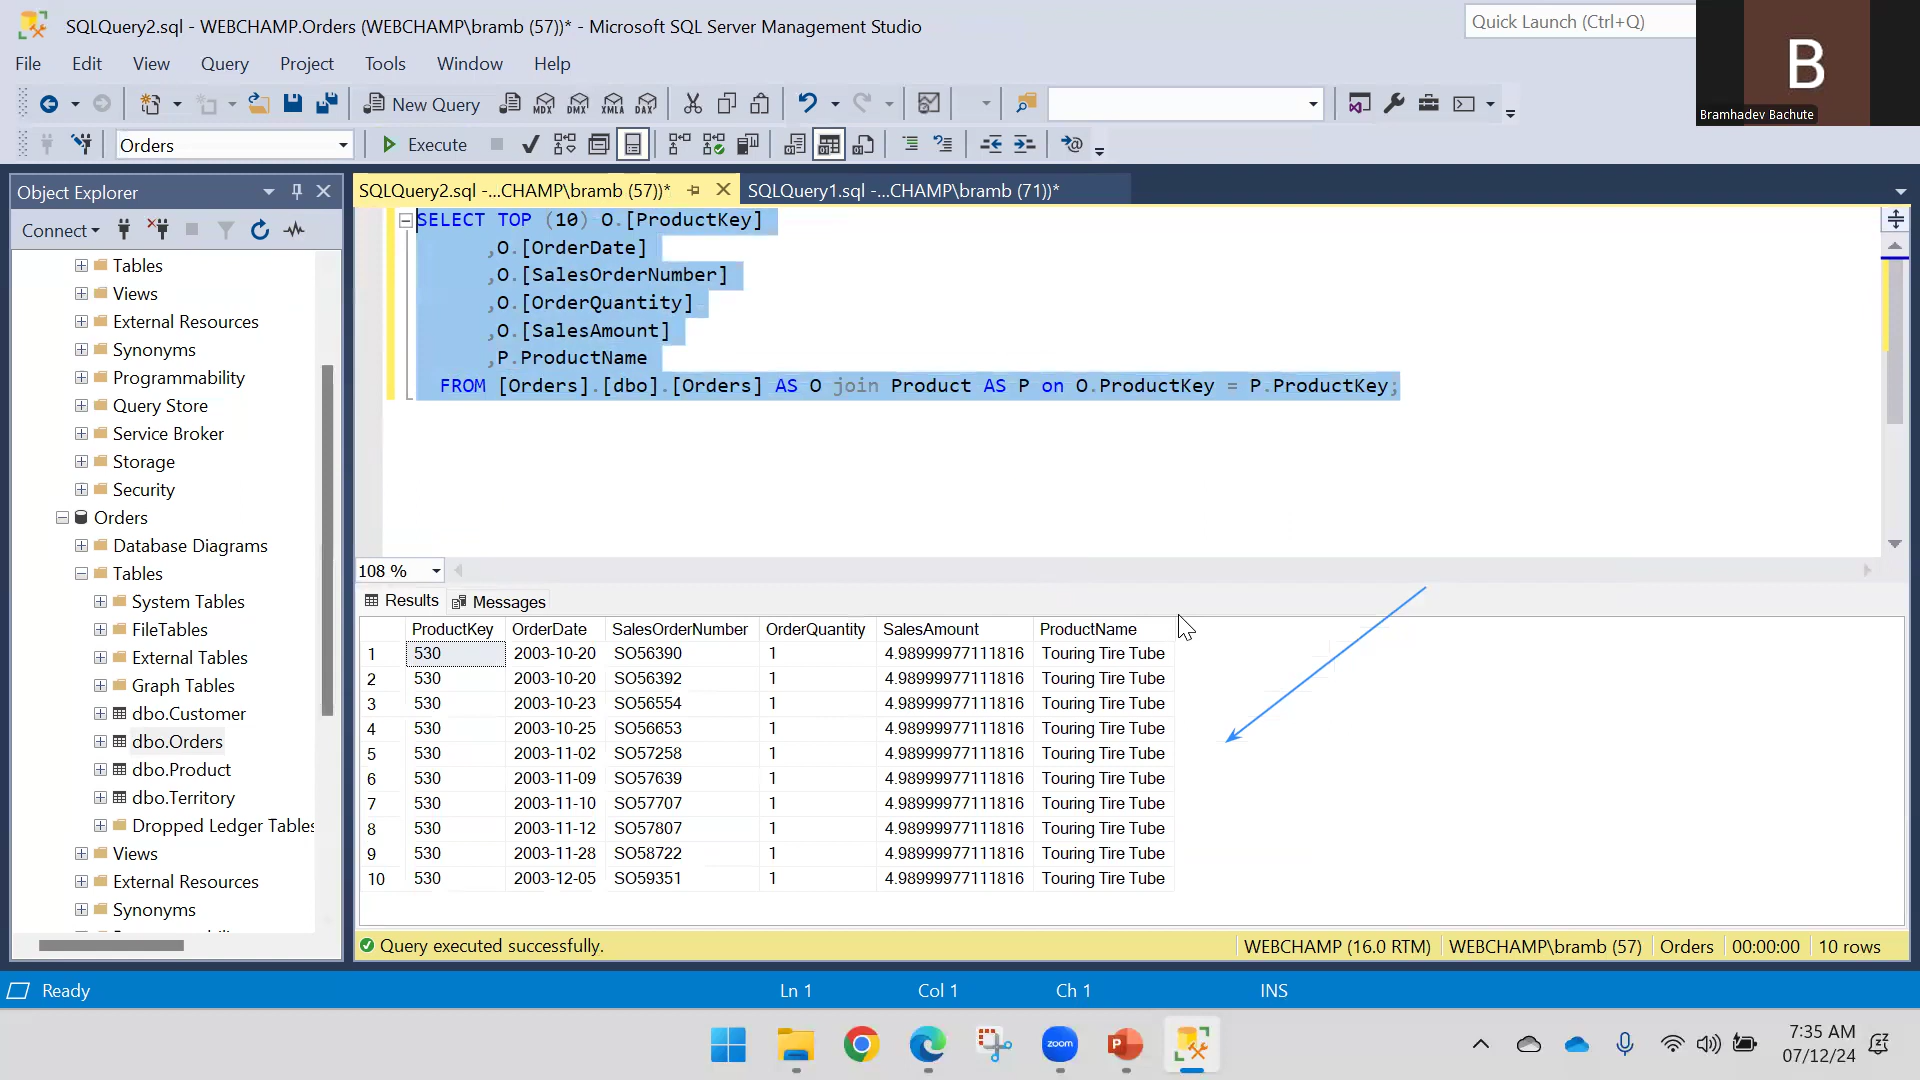 SQLQuery2.sql - WEBCHAMP.Orders (WEBCHAMP\bramb (57))* - Microsoft SQL Server Management Studio
Quick Launch (Ctrl+Q)
B
Bramhadev Bachute
File Edit View Query Project Tools Window Help
New Query MDX DMX XMLA DAX
Orders Execute
Object Explorer
SQLQuery2.sql -...CHAMP\bramb (57))* SQLQuery1.sql -...CHAMP\bramb (71))*
Connect
Tables
Views
External Resources
Synonyms
Programmability
Query Store
Service Broker
Storage
Security
Orders
Database Diagrams
Tables
System Tables
FileTables
External Tables
Graph Tables
dbo.Customer
dbo.Orders
dbo.Product
dbo.Territory
Dropped Ledger Tables
Views
External Resources
Synonyms
SELECT TOP (10) O.[ProductKey]
,O.[OrderDate]
,O.[SalesOrderNumber]
,O.[OrderQuantity]
,O.[SalesAmount]
,P.ProductName
FROM [Orders].[dbo].[Orders] AS O join Product AS P on O.ProductKey = P.ProductKey;
108 %
Results Messages
ProductKey OrderDate SalesOrderNumber OrderQuantity SalesAmount ProductName
1 530 2003-10-20 SO56390 1 4.98999977111816 Touring Tire Tube
2 530 2003-10-20 SO56392 1 4.98999977111816 Touring Tire Tube
3 530 2003-10-23 SO56554 1 4.98999977111816 Touring Tire Tube
4 530 2003-10-25 SO56653 1 4.98999977111816 Touring Tire Tube
5 530 2003-11-02 SO57258 1 4.98999977111816 Touring Tire Tube
6 530 2003-11-09 SO57639 1 4.98999977111816 Touring Tire Tube
7 530 2003-11-10 SO57707 1 4.98999977111816 Touring Tire Tube
8 530 2003-11-12 SO57807 1 4.98999977111816 Touring Tire Tube
9 530 2003-11-28 SO58722 1 4.98999977111816 Touring Tire Tube
10 530 2003-12-05 SO59351 1 4.98999977111816 Touring Tire Tube
Query executed successfully. WEBCHAMP (16.0 RTM) WEBCHAMP\bramb (57) Orders 00:00:00 10 rows
Ready Ln 1 Col 1 Ch 1 INS
zoom P
7:35 AM
07/12/24